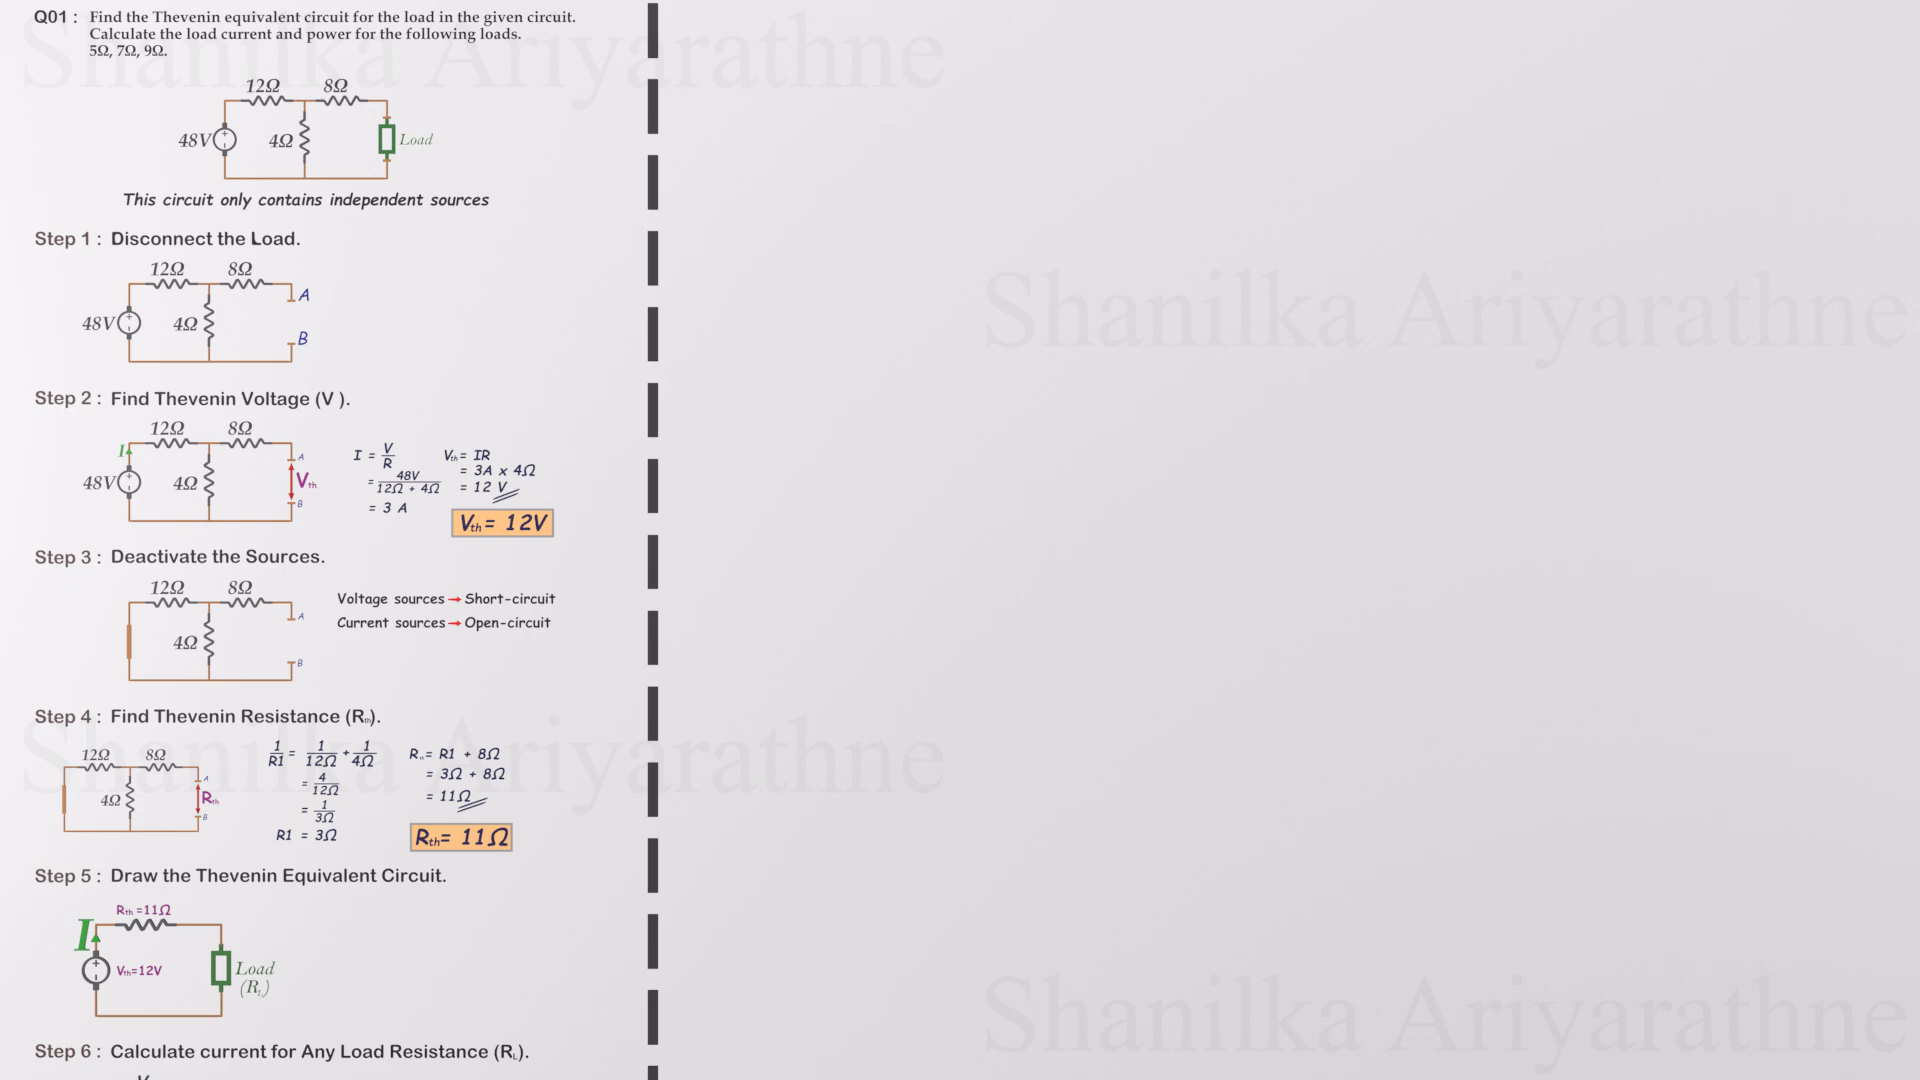 Q01 : Find the Thevenin equivalent circuit for the load in the given circuit.
Calculate the load current and power for the following loads.
5Ω, 7Ω, 9Ω.
12Ω 8Ω
48V 4Ω Load
This circuit only contains independent sources
Step 1 : Disconnect the Load.
12Ω 8Ω
A
48V 4Ω
B
Step 2 : Find Thevenin Voltage (V ).
12Ω 8Ω
I A
48V 4Ω Vth
B
I = V/R
= 48V/12Ω + 4Ω
= 3 A
Vth = IR
= 3A x 4Ω
= 12 V
Vth = 12V
Step 3 : Deactivate the Sources.
12Ω 8Ω
A
4Ω
B
Voltage sources → Short-circuit
Current sources → Open-circuit
Step 4 : Find Thevenin Resistance (Rth).
12Ω 8Ω
A
4Ω Rth
B
1/R1 = 1/12Ω + 1/4Ω
= 4/12Ω
= 1/3Ω
R1 = 3Ω
Rth = R1 + 8Ω
= 3Ω + 8Ω
= 11Ω
Rth = 11Ω
Step 5 : Draw the Thevenin Equivalent Circuit.
Rth =11Ω
I
Vth=12V
Load
(RL)
Step 6 : Calculate current for Any Load Resistance (RL).
Shanilka Ariyarathne
Shanilka Ariyarathne
Shanilka Ariyarathne
Shanilka Ariyarathne